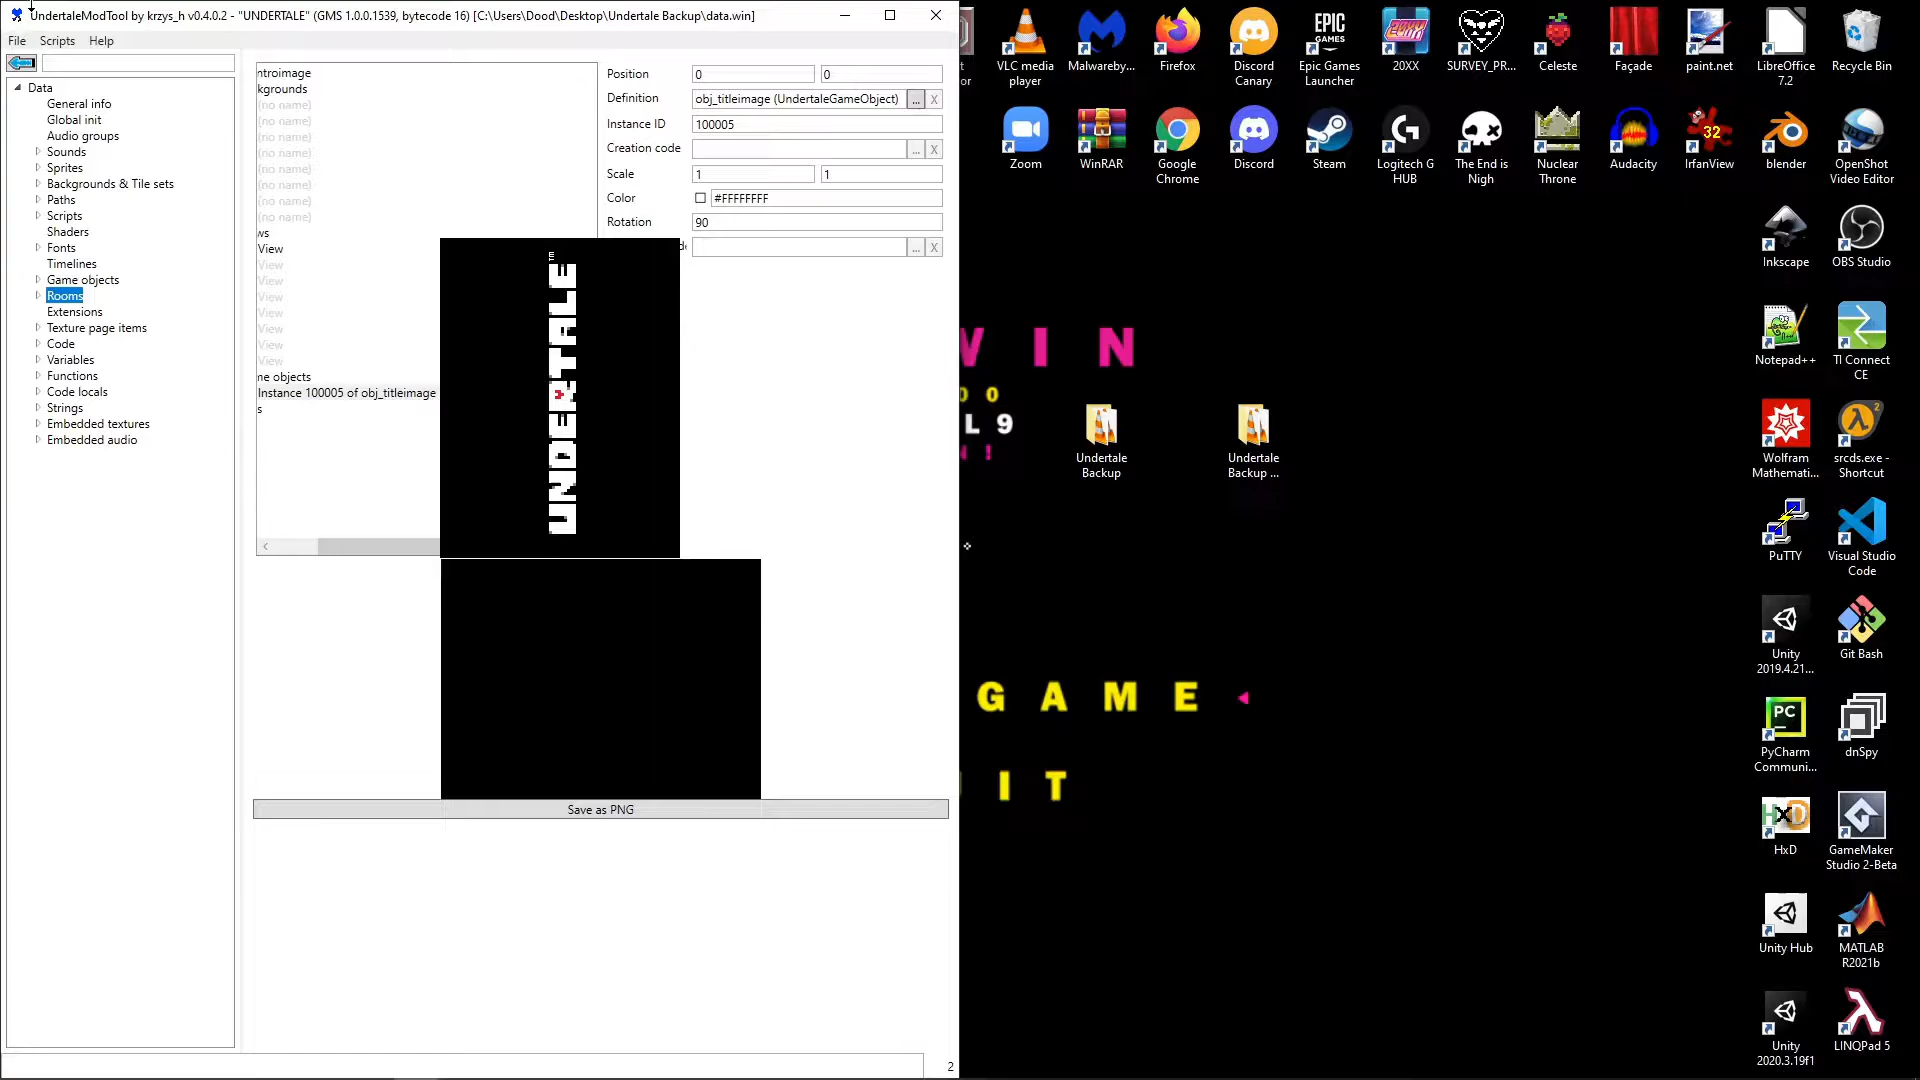 UndertaleModTool by krzys_h v0.4.0.2 - "UNDERTALE" (GMS 1.0.0.1539, bytecode 16) [C:\Users\Dood\Desktop\Undertale Backup\data.win]
File Scripts Help
Data
General info
Global init
Audio groups
Sounds
Sprites
Backgrounds & Tile sets
Paths
Scripts
Shaders
Fonts
Timelines
Game objects
Rooms
Extensions
Texture page items
Code
Variables
Functions
Code locals
Strings
Embedded textures
Embedded audio
ntroimage
kgrounds
(no name)
(no name)
(no name)
(no name)
(no name)
(no name)
(no name)
(no name)
ws
View
View
View
View
View
View
View
View
ne objects
Instance 100005 of obj_titleimage
s
Position 0 0
Definition obj_titleimage (UndertaleGameObject) ... X
Instance ID 100005
Creation code ... X
Scale 1 1
Color #FFFFFFFF
Rotation 90
... X
UNDERTALE™
Save as PNG
2
W I N
0 0
L 9
N !
G A M E
I T
VLC media player
Malwareby...
Firefox
Discord Canary
EPIC GAMES
Epic Games Launcher
20XX
20XX
SURVEY_PR...
Celeste
Façade
paint.net
LibreOffice 7.2
Recycle Bin
Zoom
WinRAR
Google Chrome
Discord
Steam
Logitech G HUB
The End is Nigh
Nuclear Throne
Audacity
32
IrfanView
blender
OpenShot Video Editor
Inkscape
OBS Studio
Notepad++
TI Connect CE
Undertale Backup
Undertale Backup ...
Wolfram Mathemati...
srcds.exe - Shortcut
PuTTY
Visual Studio Code
Unity 2019.4.21...
Git Bash
PC
PyCharm Communi...
dnSpy
HxD
HxD
GameMaker Studio 2-Beta
Unity Hub
MATLAB R2021b
Unity 2020.3.19f1
LINQPad 5